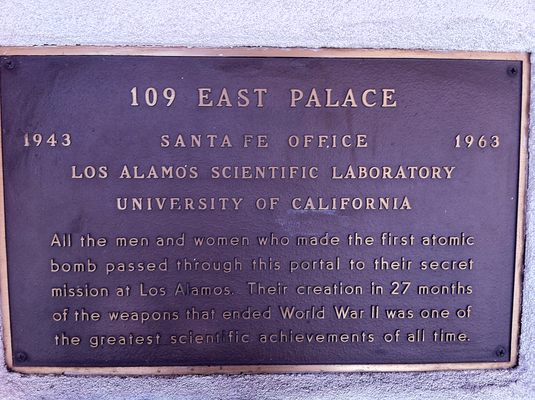 109 EAST PALACE
1943 SANTA FE OFFICE 1963
LOS ALAMOS SCIENTIFIC LABORATORY
UNIVERSITY OF CALIFORNIA
All the men and women who made the first atomic
bomb passed through this portal to their secret
mission at Los Alamos. Their creation in 27 months
of the weapons that ended World War II was one of
the greatest scientific achievements of all time.